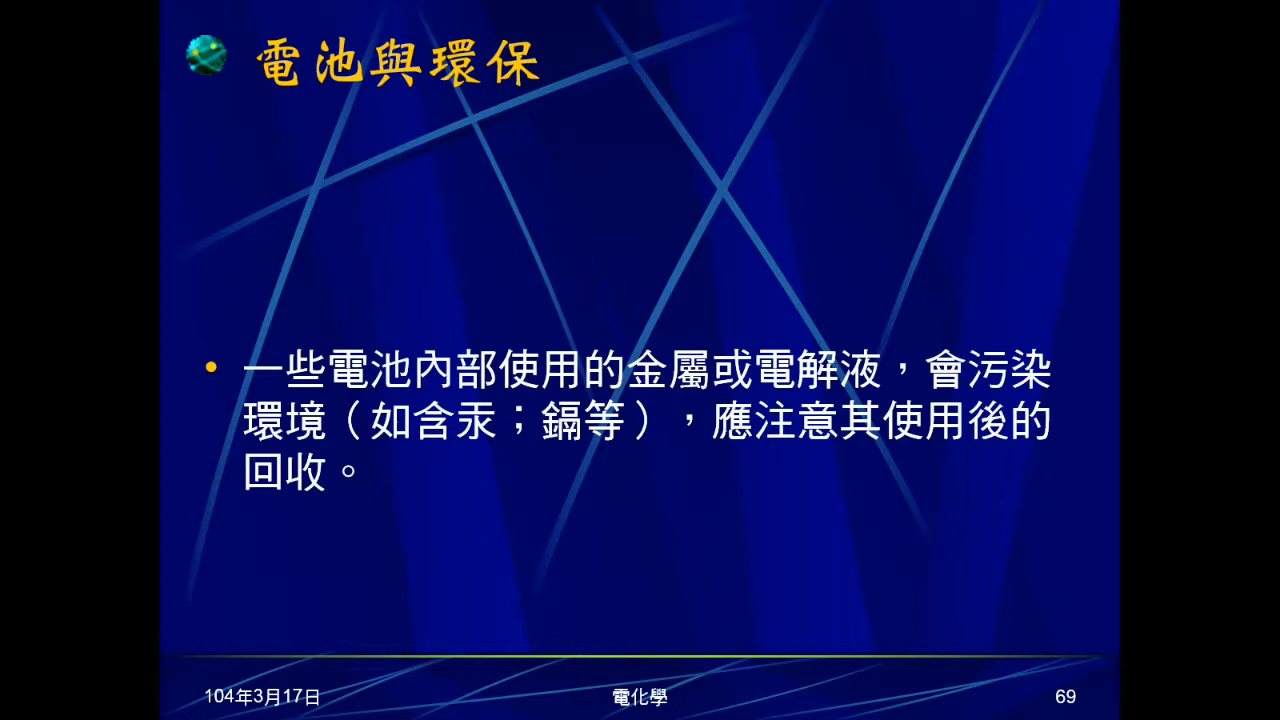 電池與環保
• 一些電池內部使用的金屬或電解液，會污染
環境（如含汞；鎘等），應注意其使用後的
回收。
104年3月17日
電化學
69